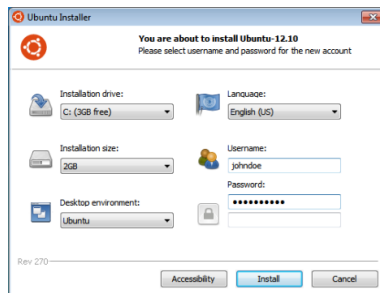 Ubuntu Installer
You are about to install Ubuntu-12.10
Please select username and password for the new account
Installation drive:
C: (3GB free)
Language:
English (US)
Installation size:
2GB
Username:
johndoe
Password:
••••••••••
Desktop environment:
Ubuntu
Rev 270
Accessibility
Install
Cancel